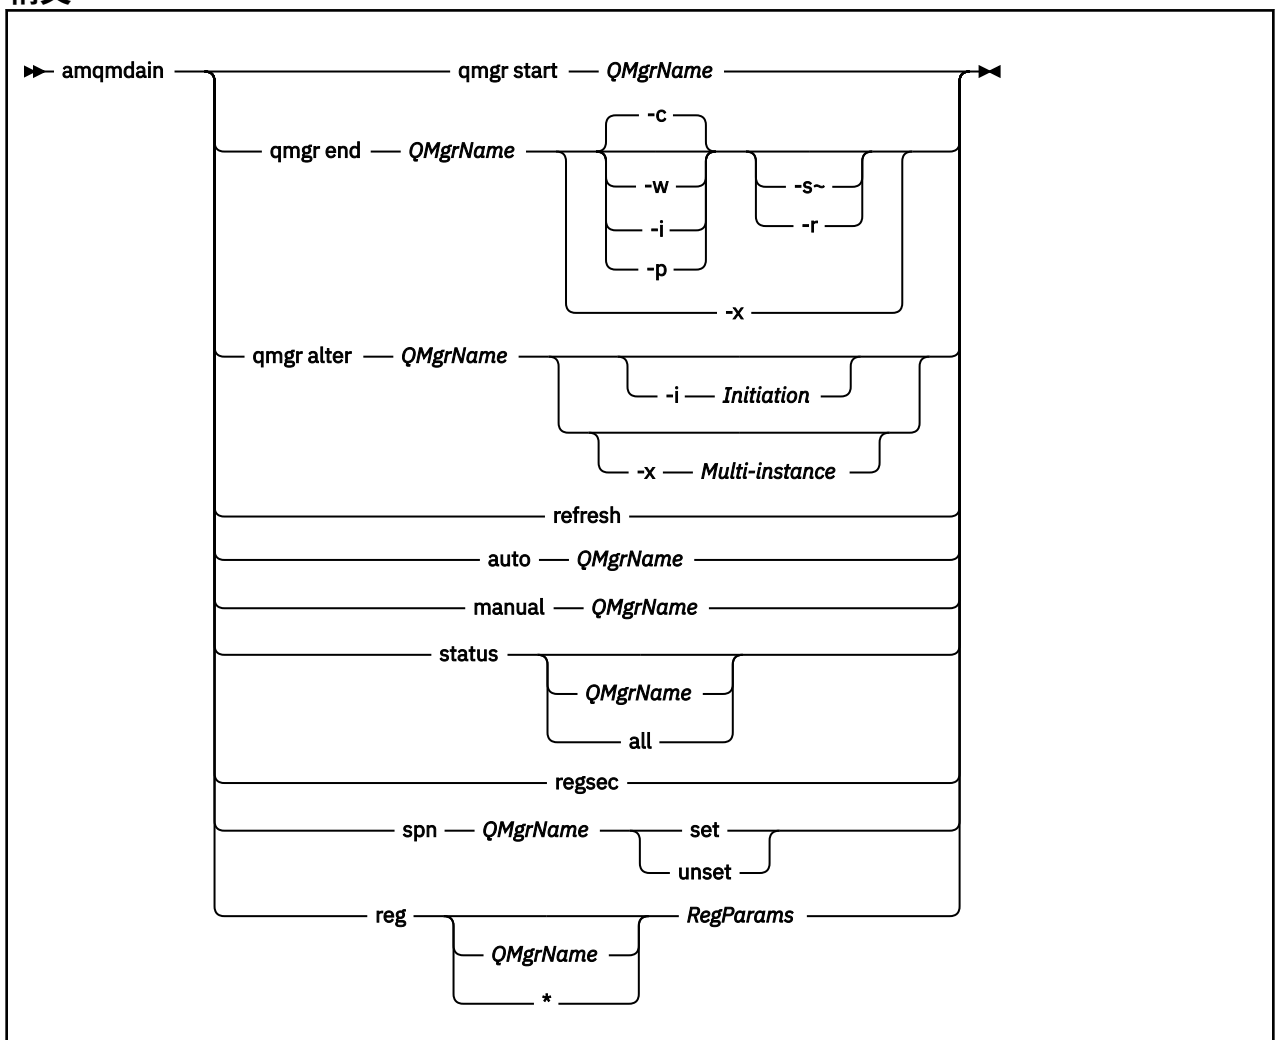 amqmdain qmgr start QMgrName
-c
qmgr end QMgrName
-w -s~
-i -r
-p
-x
qmgr alter QMgrName
-i Initiation
-x Multi-instance
refresh
auto QMgrName
manual QMgrName
status
QMgrName
all
regsec
spn QMgrName set
unset
reg RegParams
QMgrName
*